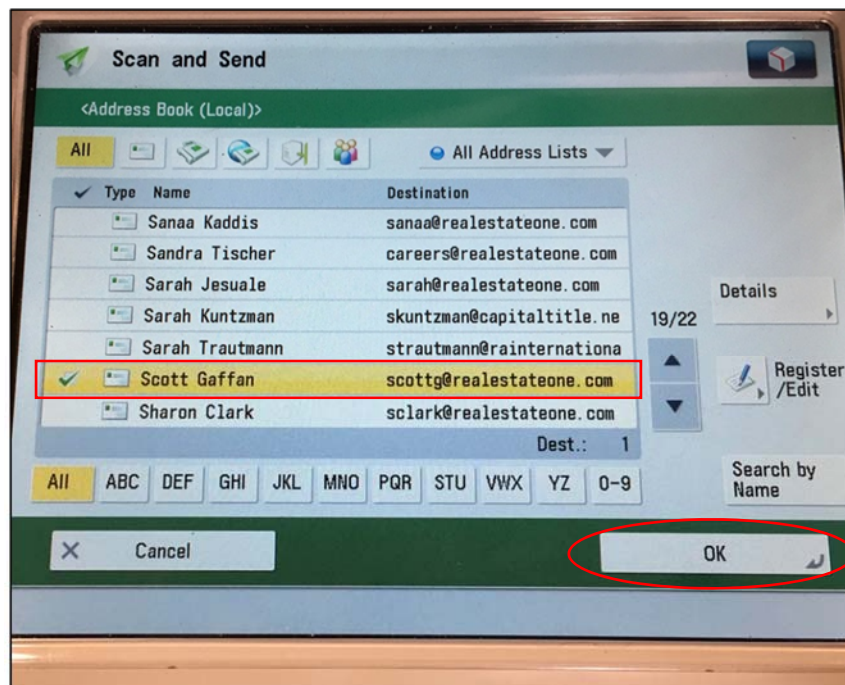 Scan and Send
<Address Book (Local)>
All
All Address Lists
Type Name Destination
Sanaa Kaddis sanaa@realestateone.com
Sandra Tischer careers@realestateone.com
Sarah Jesuale sarah@realestateone.com
Sarah Kuntzman skuntzman@capitaltitle.ne
Sarah Trautmann strautmann@rainternationa
Scott Gaffan scottg@realestateone.com
Sharon Clark sclark@realestateone.com
Dest.: 1
19/22
Details
Register
/Edit
Search by
Name
All ABC DEF GHI JKL MNO PQR STU VWX YZ 0-9
Cancel
OK